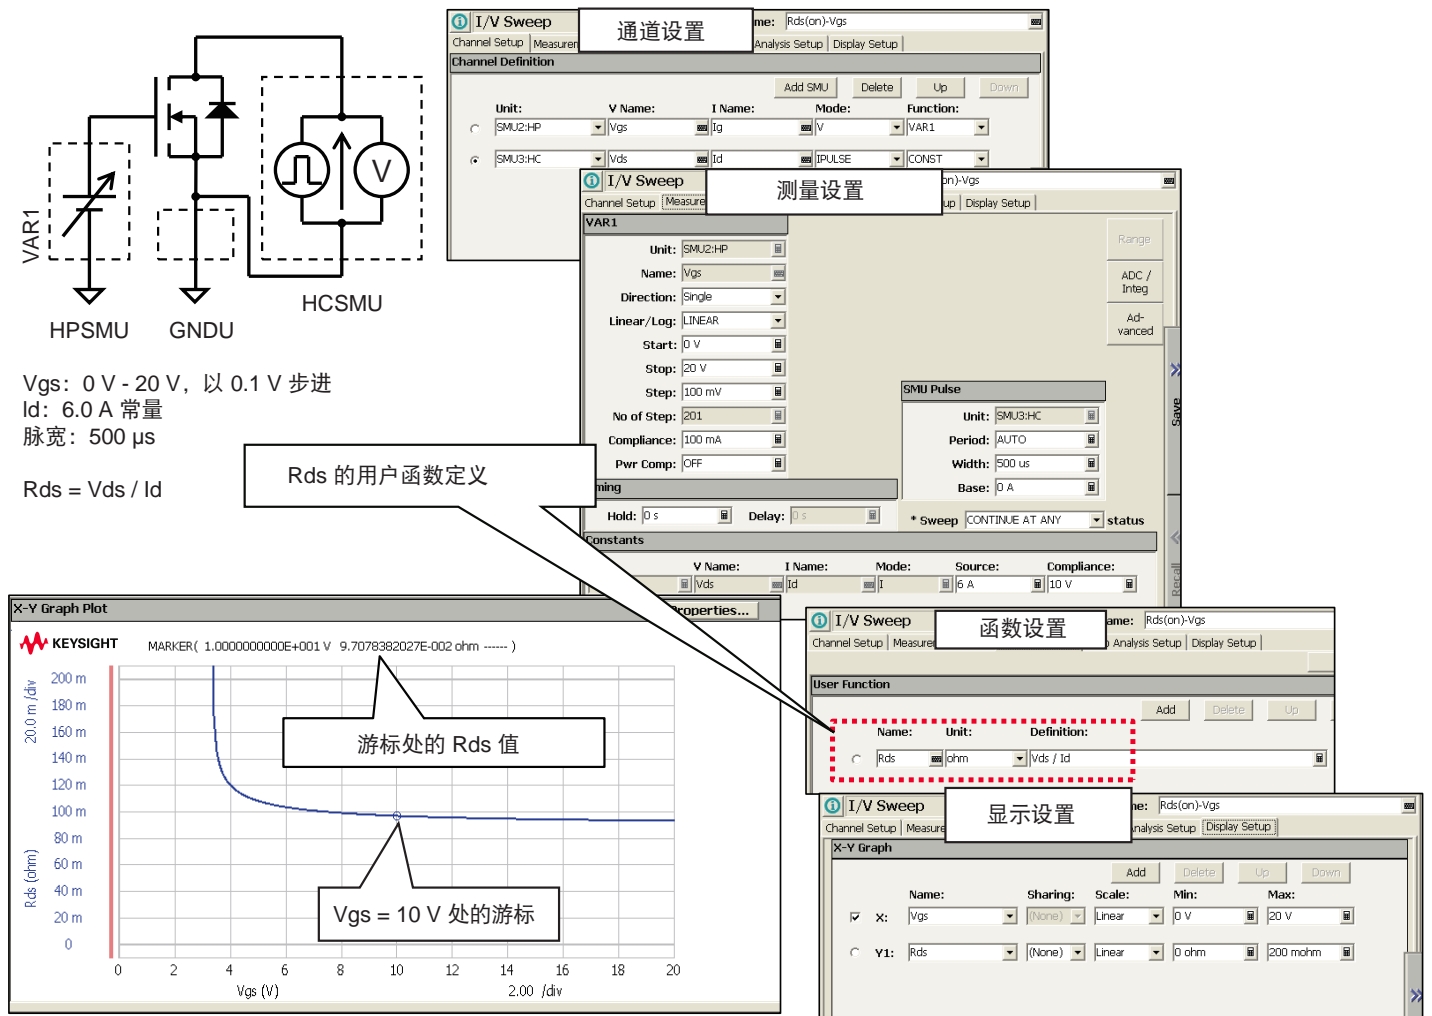 I/V Sweep
通道设置
me:
Rds(on)-Vgs
Channel Setup
Measurem
Analysis Setup
Display Setup
Channel Definition
Add SMU
Delete
Up
Down
Unit:
V Name:
I Name:
Mode:
Function:
SMU2:HP
Vgs
Ig
V
VAR1
SMU3:HC
Vds
Id
IPULSE
CONST
V
VAR1
HPSMU
GNDU
HCSMU
Vgs：0 V - 20 V，以 0.1 V 步进
Id：6.0 A 常量
脉宽：500 µs
Rds = Vds / Id
Rds 的用户函数定义
I/V Sweep
测量设置
on)-Vgs
Channel Setup
Measure
up
Display Setup
VAR1
Unit: SMU2:HP
Name: Vgs
Direction: Single
Linear/Log: LINEAR
Start: 0 V
Stop: 20 V
Step: 100 mV
No of Step: 201
Compliance: 100 mA
Pwr Comp: OFF
Range
ADC /
Integ
Ad-
vanced
Save
Recall
SMU Pulse
Unit: SMU3:HC
Period: AUTO
Width: 500 us
Base: 0 A
ming
Hold: 0 s
Delay: 0 s
* Sweep CONTINUE AT ANY status
Constants
V Name:
I Name:
Mode:
Source:
Compliance:
Vds
Id
I
6 A
10 V
X-Y Graph Plot
Properties...
KEYSIGHT
MARKER( 1.0000000000E+001 V 9.7078382027E-002 ohm ------ )
20.0 m /div
Rds (ohm)
200 m
180 m
160 m
140 m
120 m
100 m
80 m
60 m
40 m
20 m
0
游标处的 Rds 值
Vgs = 10 V 处的游标
0
2
4
6
8
10
12
14
16
18
20
Vgs (V)
2.00 /div
I/V Sweep
函数设置
ame:
Rds(on)-Vgs
Channel Setup
Measurem
Analysis Setup
Display Setup
User Function
Add
Delete
Up
Name:
Unit:
Definition:
Rds
ohm
Vds / Id
I/V Sweep
显示设置
me:
Rds(on)-Vgs
Channel Setup
Measure
nalysis Setup
Display Setup
X-Y Graph
Add
Delete
Up
Down
Name:
Sharing:
Scale:
Min:
Max:
X:
Vgs
(None)
Linear
0 V
20 V
Y1:
Rds
(None)
Linear
0 ohm
200 mohm